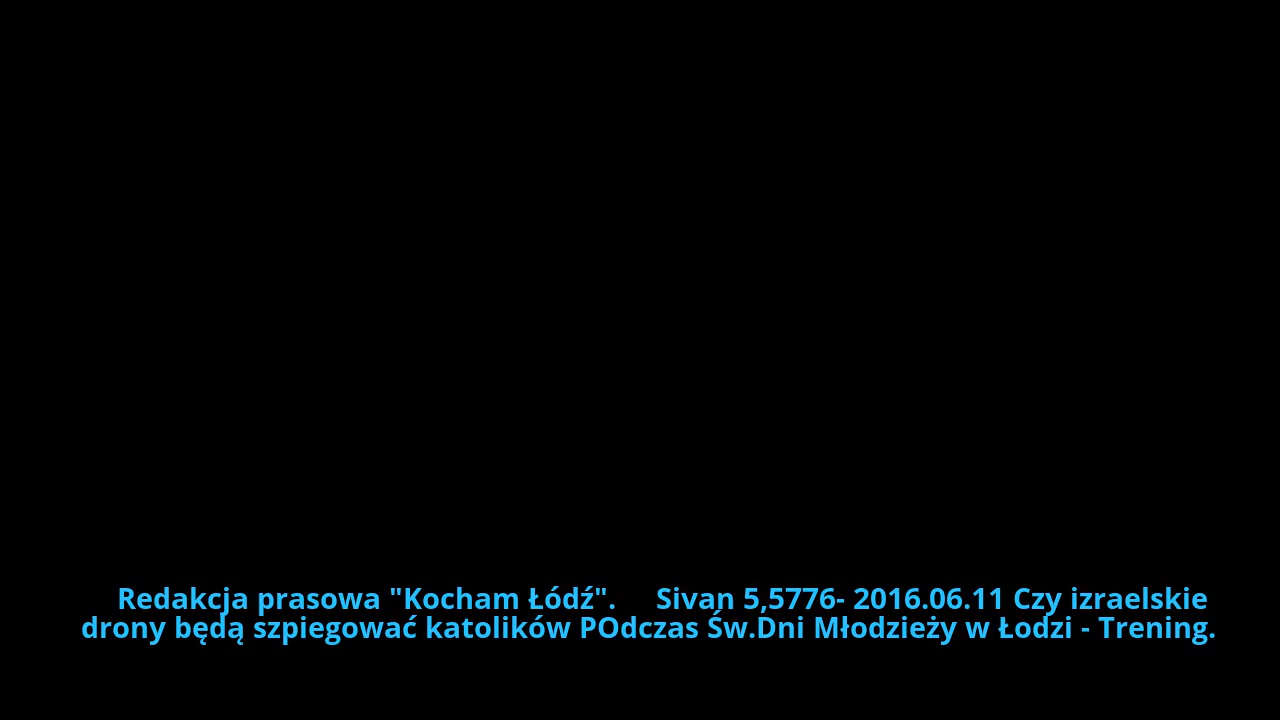 Redakcja prasowa "Kocham Łódź". Sivan 5,5776- 2016.06.11 Czy izraelskie
drony będą szpiegować katolików POdczas Św.Dni Młodzieży w Łodzi - Trening.